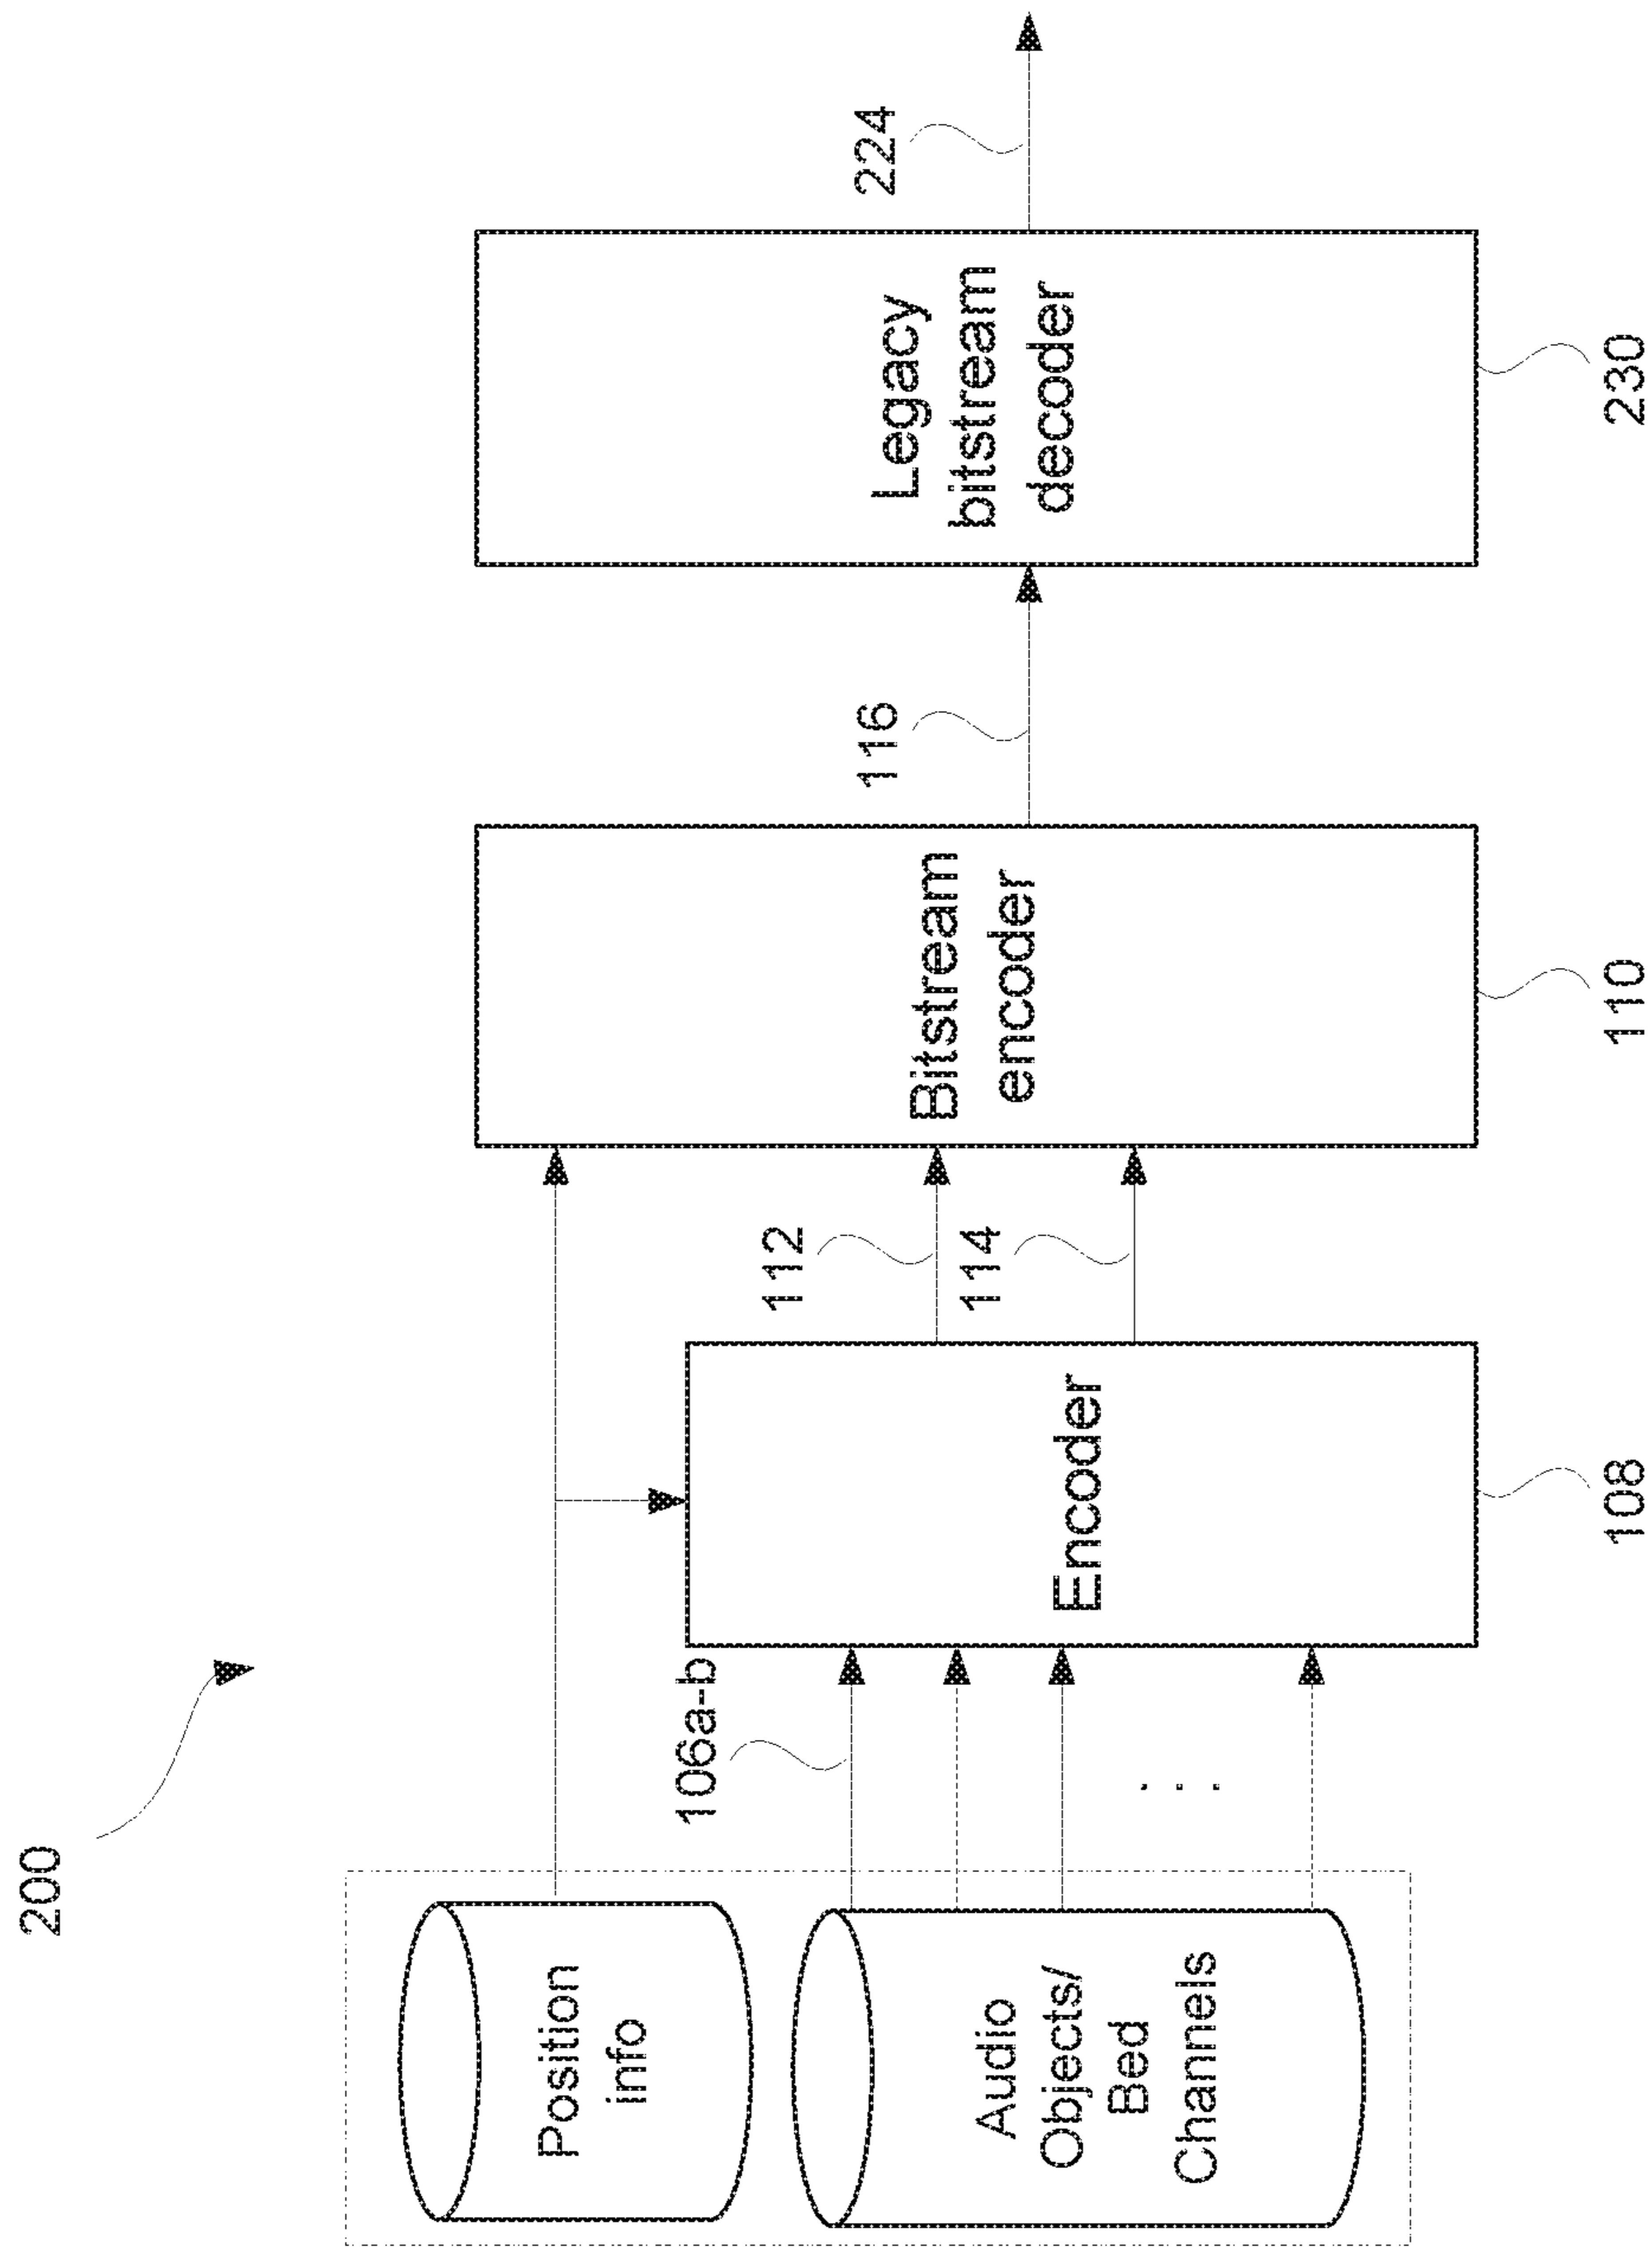 200
Position
info
Audio
Objects/
Bed
Channels
106a-b
Encoder
108
112
114
Bitstream
encoder
110
116
Legacy
bitstream
decoder
230
224
. . .